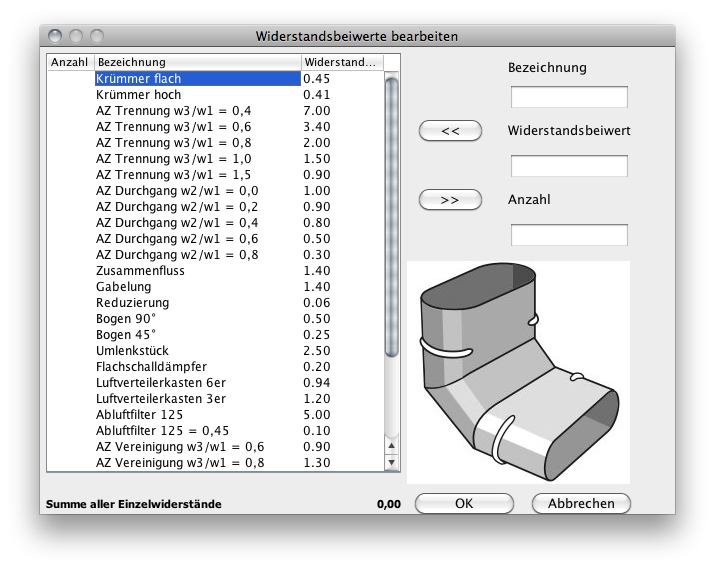 Widerstandsbeiwerte bearbeiten
Anzahl Bezeichnung Widerstand...
Krümmer flach 0.45
Krümmer hoch 0.41
AZ Trennung w3/w1 = 0,4 7.00
AZ Trennung w3/w1 = 0,6 3.40
AZ Trennung w3/w1 = 0,8 2.00
AZ Trennung w3/w1 = 1,0 1.50
AZ Trennung w3/w1 = 1,5 0.90
AZ Durchgang w2/w1 = 0,0 1.00
AZ Durchgang w2/w1 = 0,2 0.90
AZ Durchgang w2/w1 = 0,4 0.80
AZ Durchgang w2/w1 = 0,6 0.50
AZ Durchgang w2/w1 = 0,8 0.30
Zusammenfluss 1.40
Gabelung 1.40
Reduzierung 0.06
Bogen 90° 0.50
Bogen 45° 0.25
Umlenkstück 2.50
Flachschalldämpfer 0.20
Luftverteilerkasten 6er 0.94
Luftverteilerkasten 3er 1.20
Abluftfilter 125 5.00
Abluftfilter 125 = 0,45 0.10
AZ Vereinigung w3/w1 = 0,6 0.90
AZ Vereinigung w3/w1 = 0,8 1.30
Summe aller Einzelwiderstände 0,00
Bezeichnung
<< Widerstandsbeiwert
>> Anzahl
OK Abbrechen